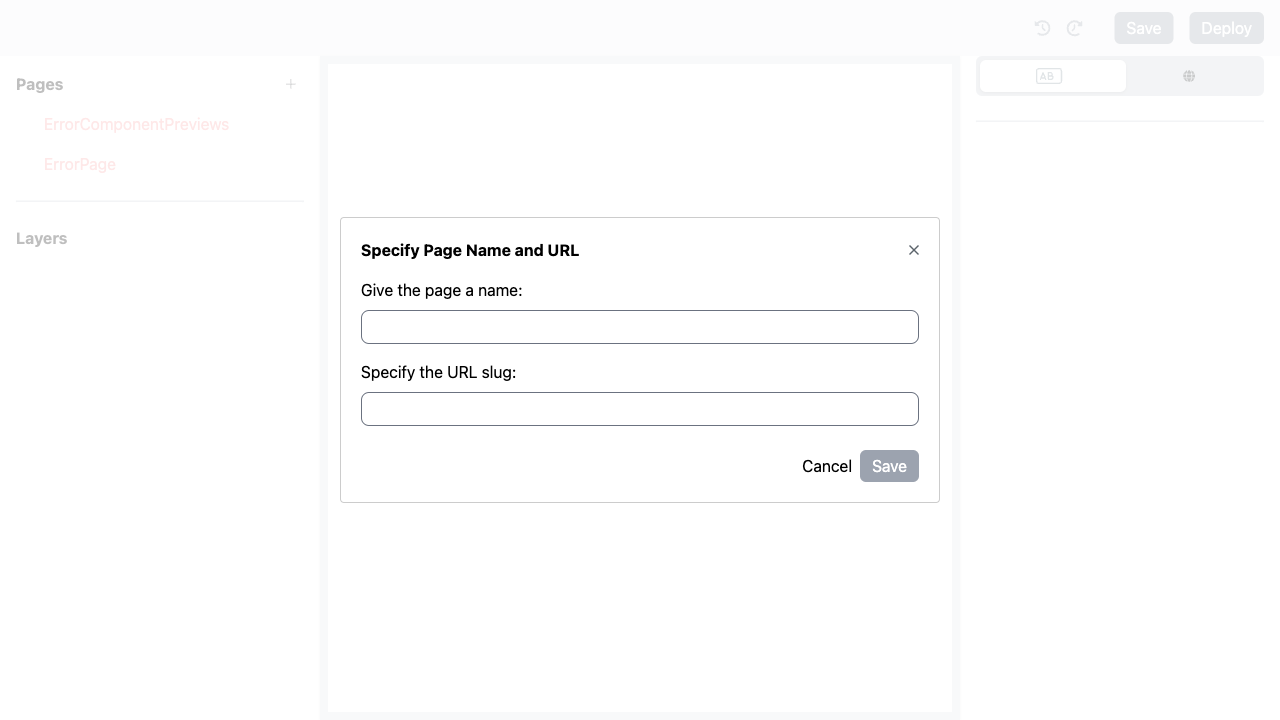 Save
Deploy
Pages
ErrorComponentPreviews
ErrorPage
Layers
AB
Specify Page Name and URL
Give the page a name:
Specify the URL slug:
Cancel
Save